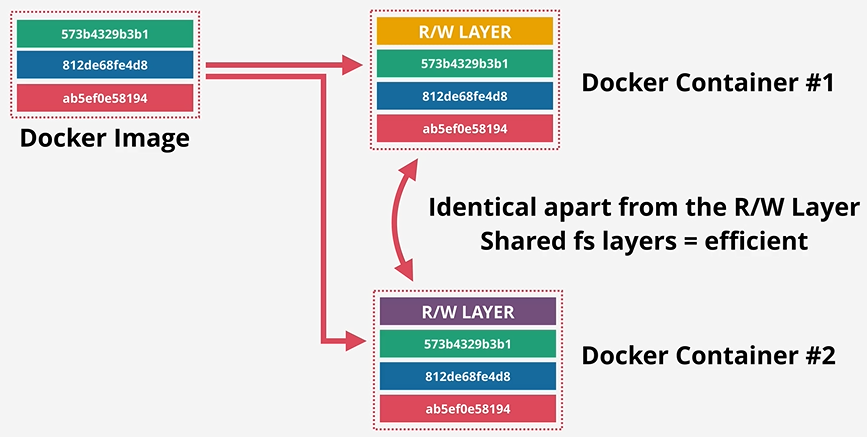 573b4329b3b1
812de68fe4d8
ab5ef0e58194
Docker Image
R/W LAYER
573b4329b3b1
812de68fe4d8
ab5ef0e58194
Docker Container #1
Identical apart from the R/W Layer
Shared fs layers = efficient
R/W LAYER
573b4329b3b1
812de68fe4d8
ab5ef0e58194
Docker Container #2